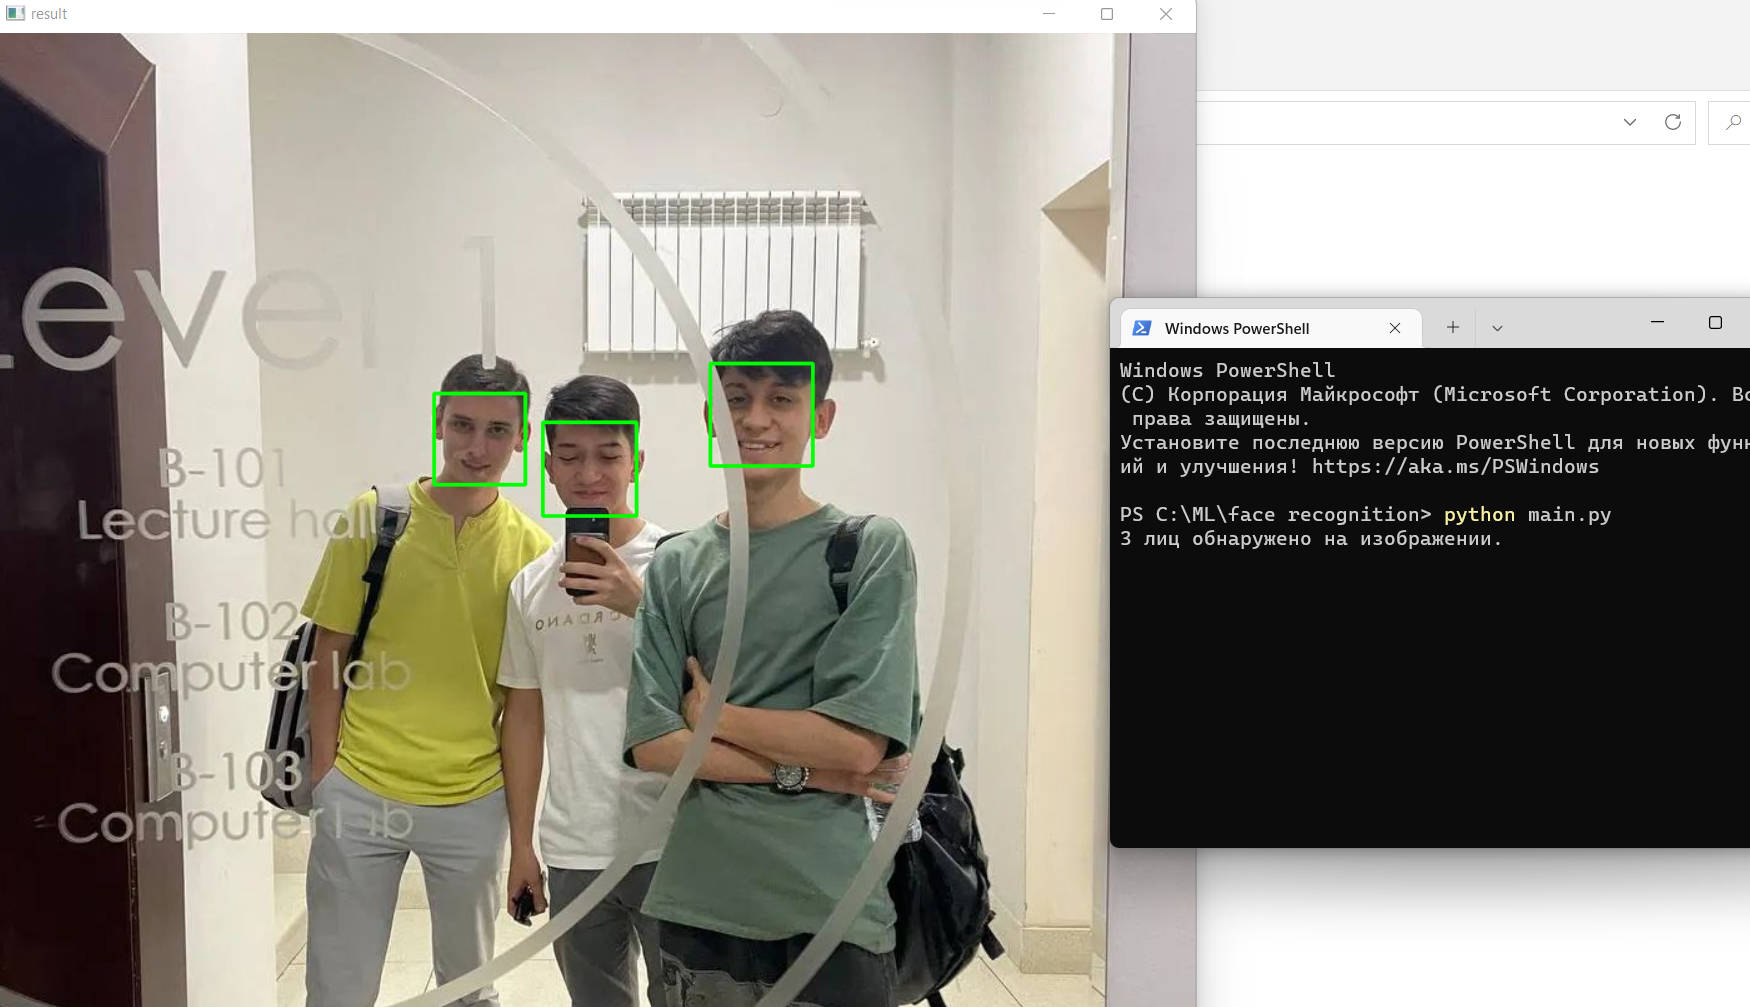 result
Level 1
B-101
Lecture hall
B-102
Computer lab
B-103
Computer Lab
Windows PowerShell
Windows PowerShell
(C) Корпорация Майкрософт (Microsoft Corporation).
права защищены.
Установите последнюю версию PowerShell для новых
ий и улучшения! https://aka.ms/PSWindows
PS C:\ML\face recognition> python main.py
3 лиц обнаружено на изображении.